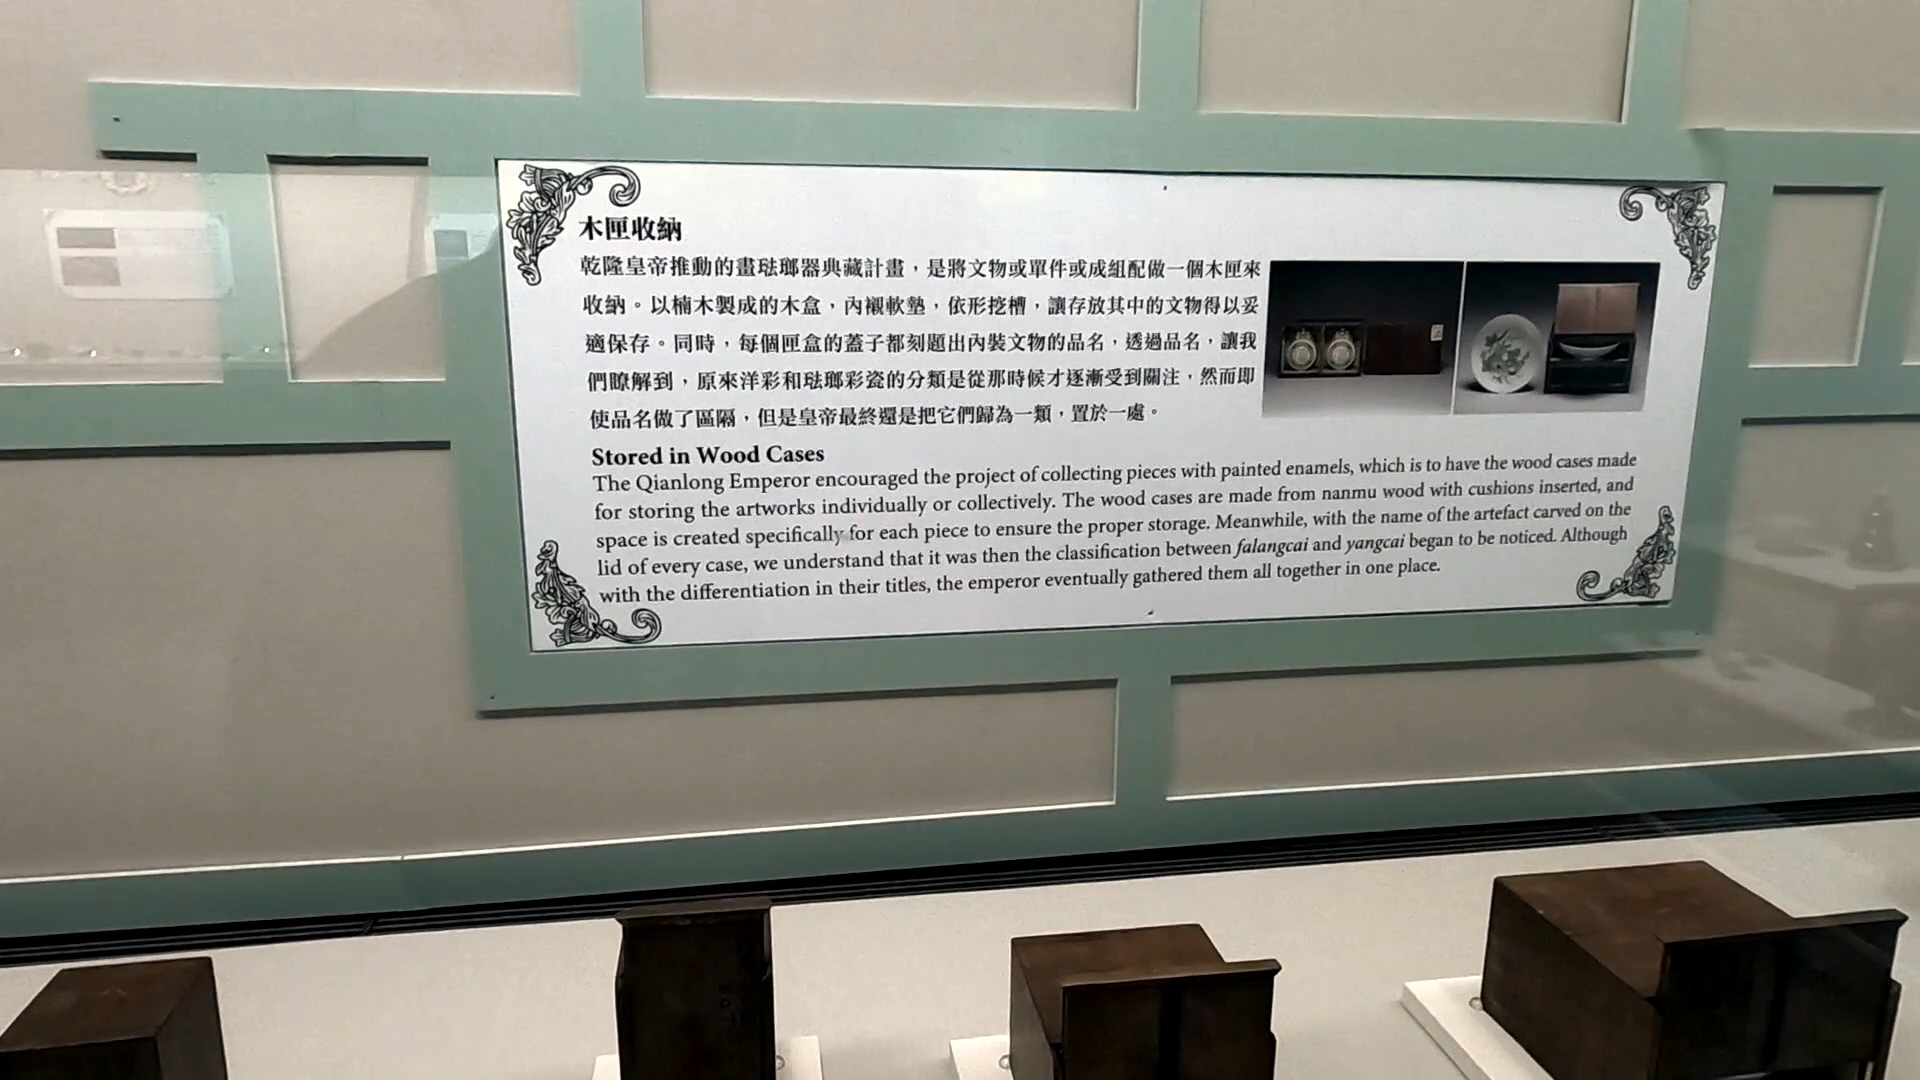 木匣收納
乾隆皇帝推動的畫琺瑯器典藏計畫，是將文物或單件或成組配做一個木匣來
收納。以楠木製成的木盒，內襯軟墊，依形挖槽，讓存放其中的文物得以妥
適保存。同時，每個匣盒的蓋子都刻題出內裝文物的品名，透過品名，讓我
們瞭解到，原來洋彩和琺瑯彩瓷的分類是從那時候才逐漸受到關注，然而即
使品名做了區隔，但是皇帝最終還是把它們歸為一類，置於一處。
Stored in Wood Cases
The Qianlong Emperor encouraged the project of collecting pieces with painted enamels, which is to have the wood cases made
for storing the artworks individually or collectively. The wood cases are made from nanmu wood with cushions inserted, and
space is created specifically for each piece to ensure the proper storage. Meanwhile, with the name of the artefact carved on the
lid of every case, we understand that it was then the classification between falangcai and yangcai began to be noticed. Although
with the differentiation in their titles, the emperor eventually gathered them all together in one place.